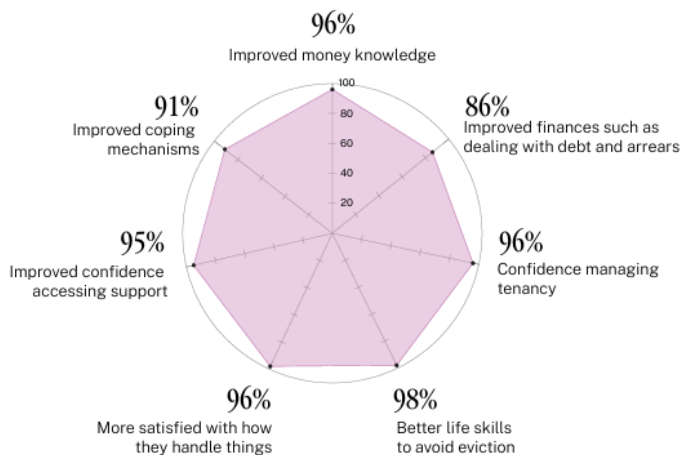 96%
Improved money knowledge
100
80
60
40
20
91%
Improved coping
mechanisms
86%
Improved finances such as
dealing with debt and arrears
95%
Improved confidence
accessing support
96%
Confidence managing
tenancy
96%
More satisfied with how
they handle things
98%
Better life skills
to avoid eviction